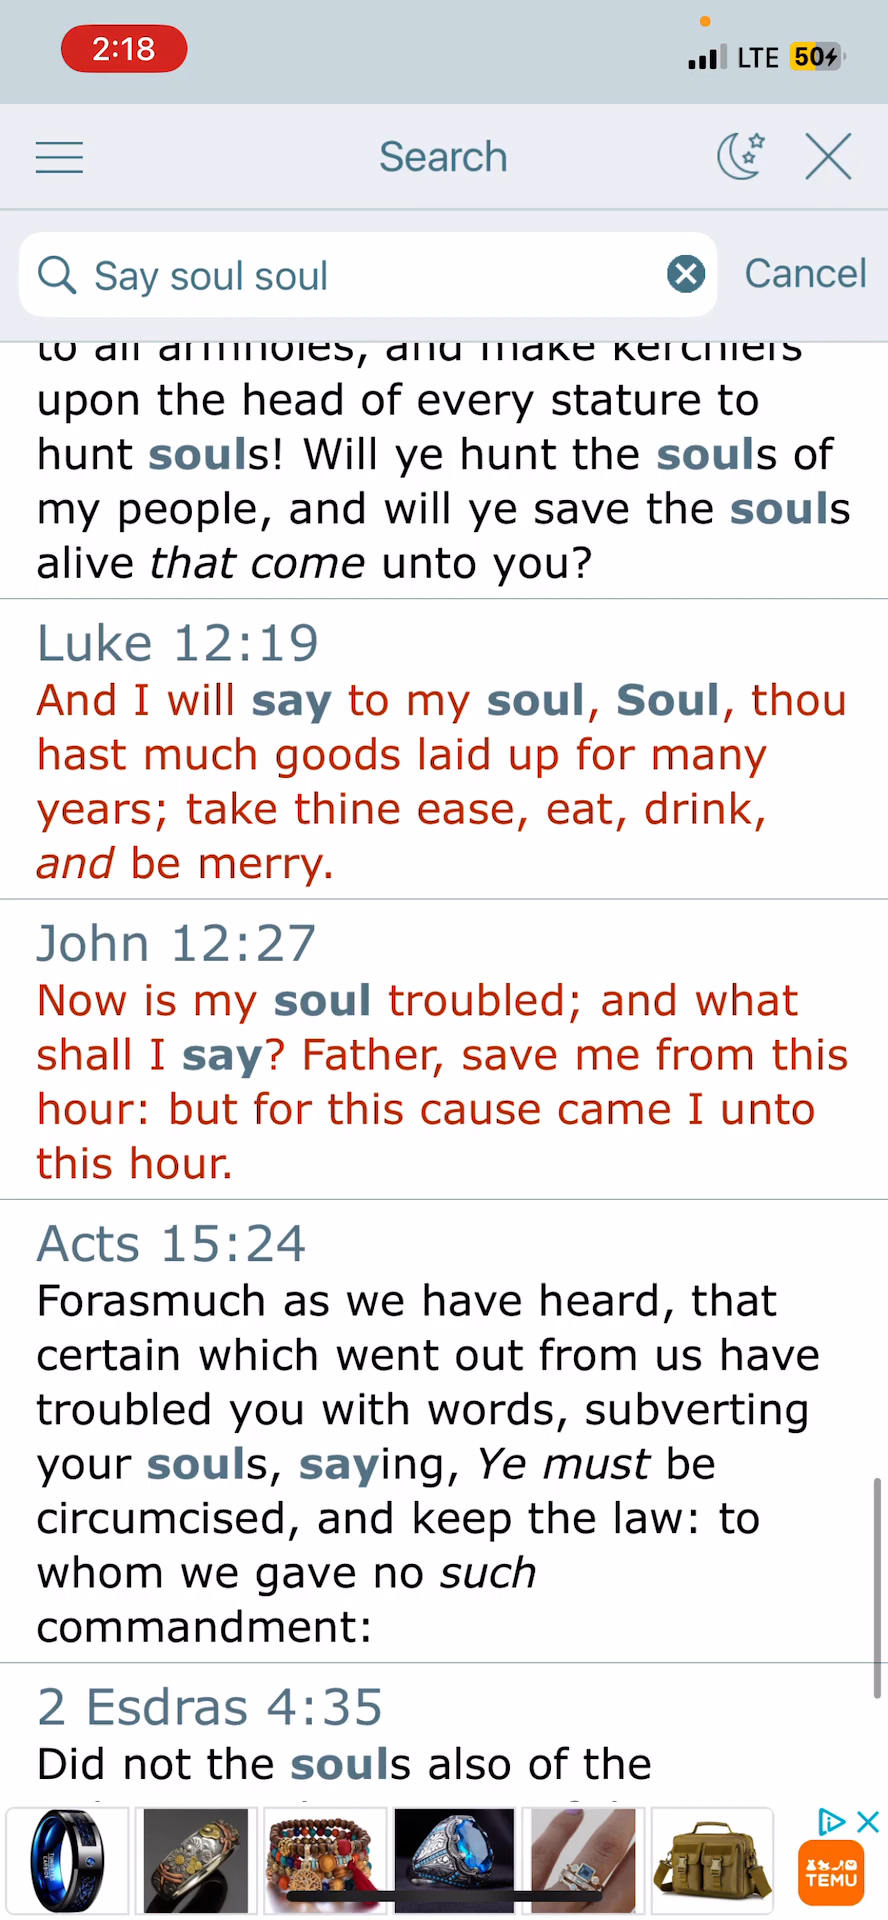 2:18
LTE 50
Search
Say soul soul
Cancel
to all armholes, and make kerchiefs
upon the head of every stature to
hunt souls! Will ye hunt the souls of
my people, and will ye save the souls
alive that come unto you?
Luke 12:19
And I will say to my soul, Soul, thou
hast much goods laid up for many
years; take thine ease, eat, drink,
and be merry.
John 12:27
Now is my soul troubled; and what
shall I say? Father, save me from this
hour: but for this cause came I unto
this hour.
Acts 15:24
Forasmuch as we have heard, that
certain which went out from us have
troubled you with words, subverting
your souls, saying, Ye must be
circumcised, and keep the law: to
whom we gave no such
commandment:
2 Esdras 4:35
Did not the souls also of the
TEMU